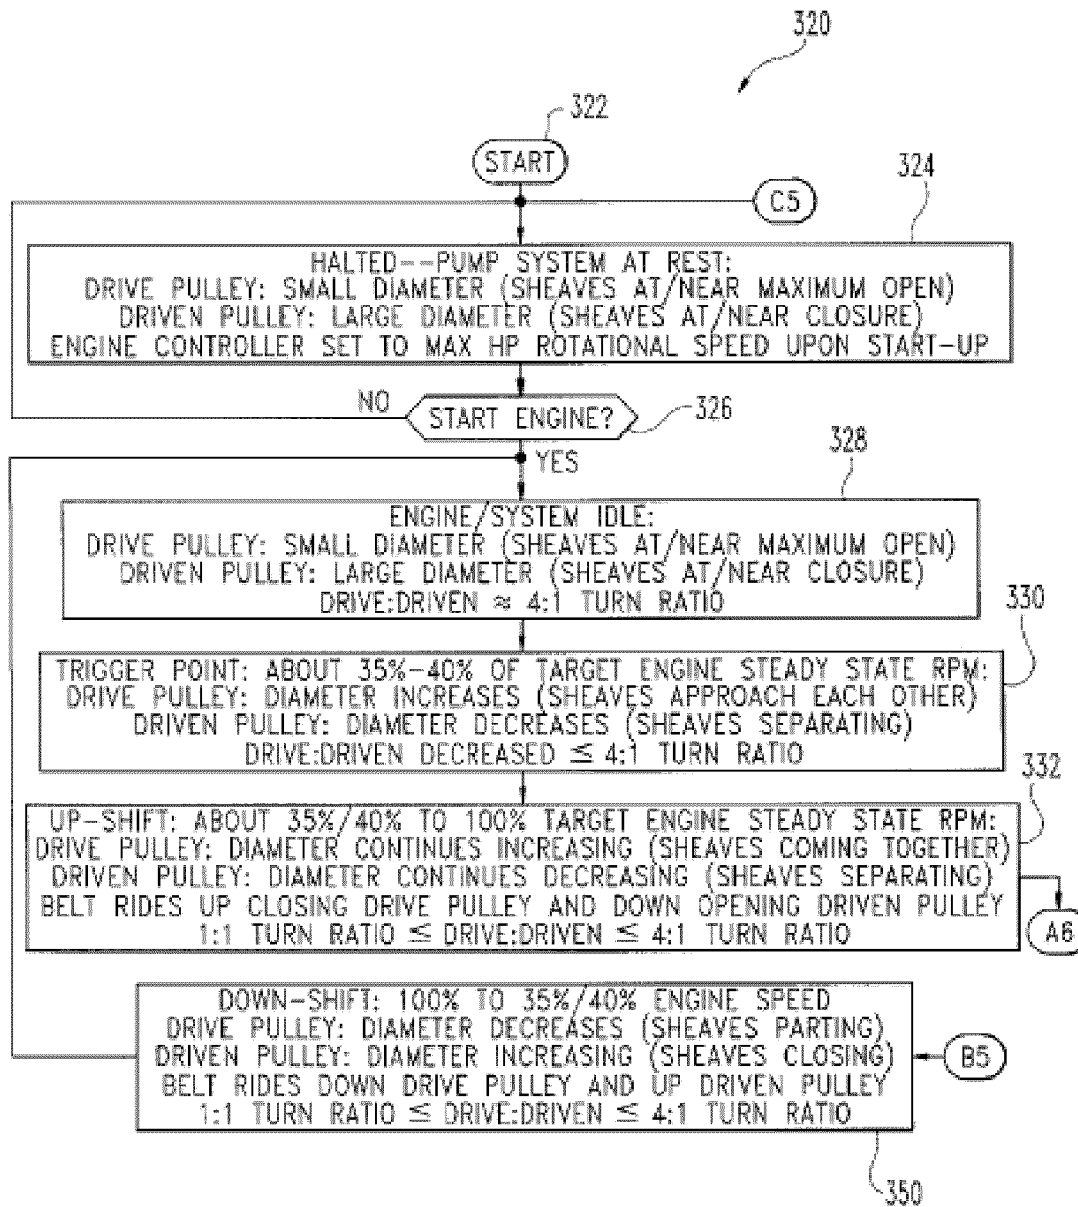 320
322
START
C5
324
HALTED--PUMP SYSTEM AT REST:
DRIVE PULLEY: SMALL DIAMETER (SHEAVES AT/NEAR MAXIMUM OPEN)
DRIVEN PULLEY: LARGE DIAMETER (SHEAVES AT/NEAR CLOSURE)
ENGINE CONTROLLER SET TO MAX HP ROTATIONAL SPEED UPON START-UP
NO
START ENGINE?
326
YES
328
ENGINE/SYSTEM IDLE:
DRIVE PULLEY: SMALL DIAMETER (SHEAVES AT/NEAR MAXIMUM OPEN)
DRIVEN PULLEY: LARGE DIAMETER (SHEAVES AT/NEAR CLOSURE)
DRIVE:DRIVEN ≈ 4:1 TURN RATIO
330
TRIGGER POINT: ABOUT 35%-40% OF TARGET ENGINE STEADY STATE RPM:
DRIVE PULLEY: DIAMETER INCREASES (SHEAVES APPROACH EACH OTHER)
DRIVEN PULLEY: DIAMETER DECREASES (SHEAVES SEPARATING)
DRIVE:DRIVEN DECREASED ≤ 4:1 TURN RATIO
332
UP-SHIFT: ABOUT 35%/40% TO 100% TARGET ENGINE STEADY STATE RPM:
DRIVE PULLEY: DIAMETER CONTINUES INCREASING (SHEAVES COMING TOGETHER)
DRIVEN PULLEY: DIAMETER CONTINUES DECREASING (SHEAVES SEPARATING)
BELT RIDES UP CLOSING DRIVE PULLEY AND DOWN OPENING DRIVEN PULLEY
1:1 TURN RATIO ≤ DRIVE:DRIVEN ≤ 4:1 TURN RATIO
A6
DOWN-SHIFT: 100% TO 35%/40% ENGINE SPEED
DRIVE PULLEY: DIAMETER DECREASES (SHEAVES PARTING)
DRIVEN PULLEY: DIAMETER INCREASING (SHEAVES CLOSING)
BELT RIDES DOWN DRIVE PULLEY AND UP DRIVEN PULLEY
1:1 TURN RATIO ≤ DRIVE:DRIVEN ≤ 4:1 TURN RATIO
B5
350